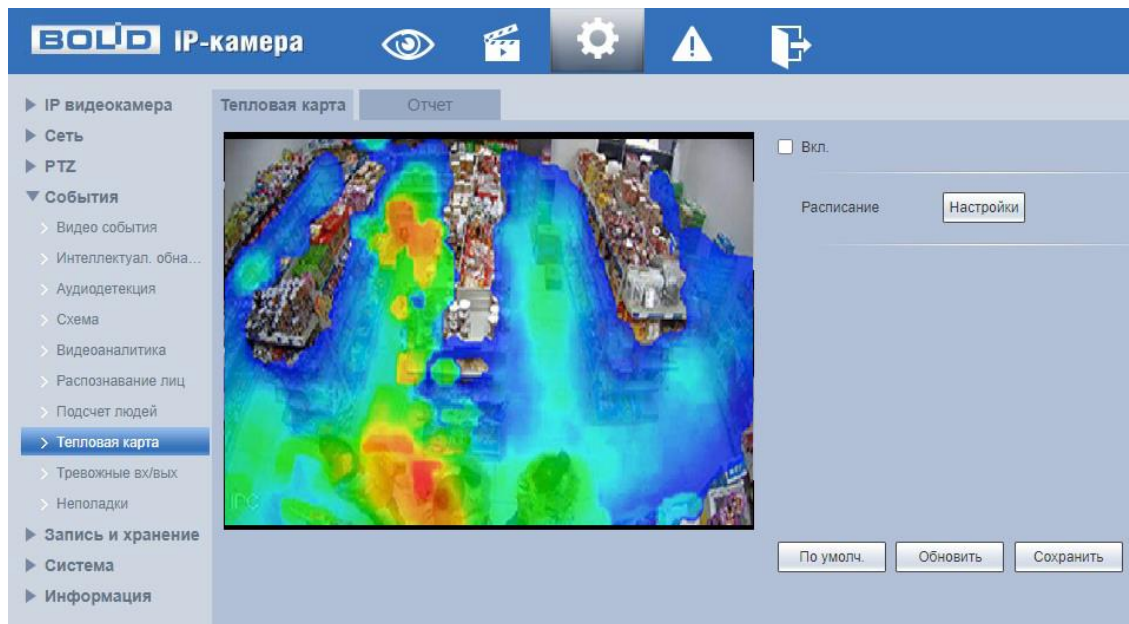 BOLID IP-камера
IP видеокамера
Сеть
PTZ
События
Видео события
Интеллектуал. обна...
Аудиодетекция
Схема
Видеоаналитика
Распознавание лиц
Подсчет людей
Тепловая карта
Тревожные вх/вых
Неполадки
Запись и хранение
Система
Информация
Тепловая карта Отчет
IPC
Вкл.
Расписание Настройки
По умолч. Обновить Сохранить